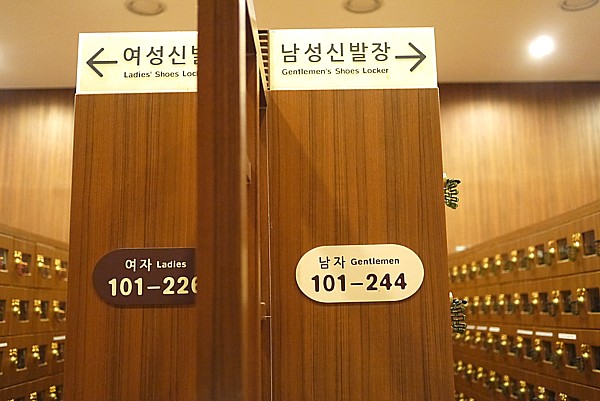 ← 여성신발
Ladies' Shoes
남성신발장 →
Gentlemen's Shoes Locker
여자 Ladies
101-226
남자 Gentlemen
101-244